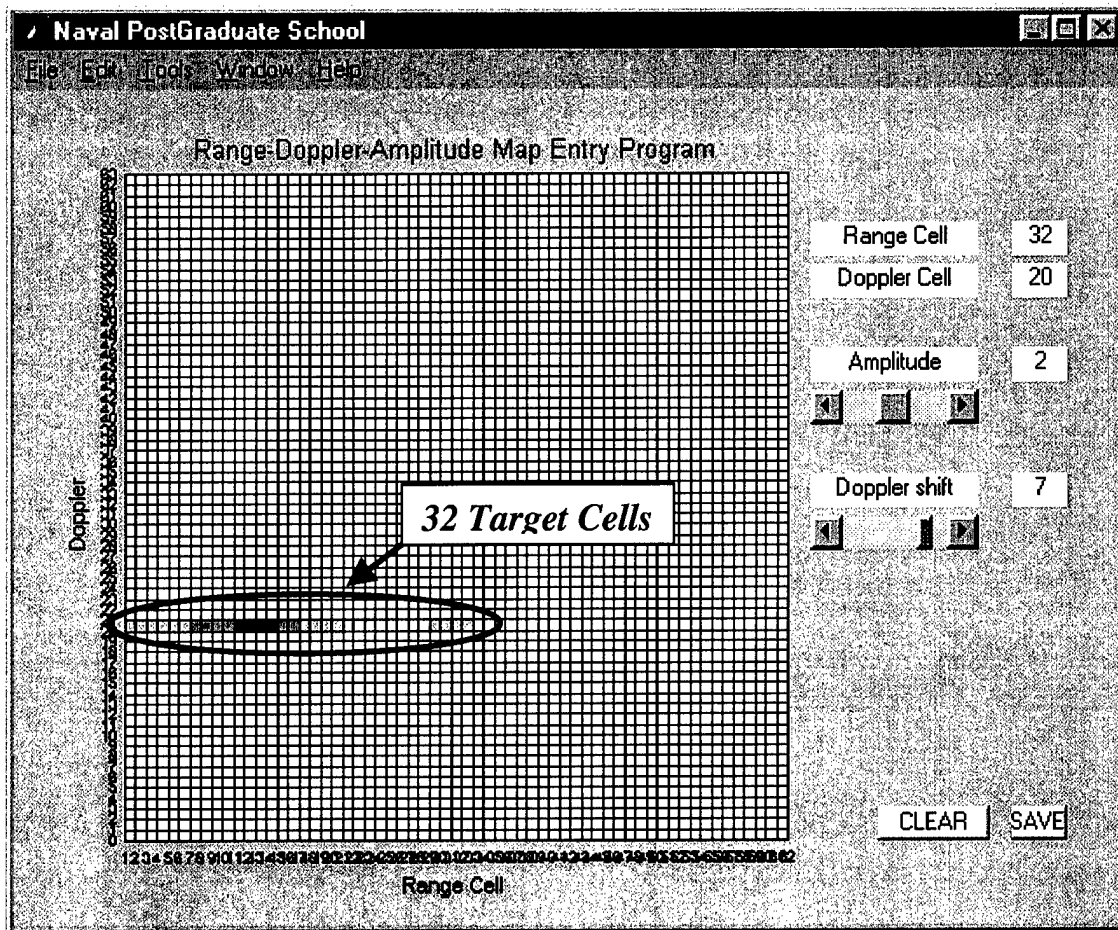 Naval PostGraduate School
File Edit Tools Window Help
Range-Doppler-Amplitude Map Entry Program
Range Cell 32
Doppler Cell 20
Amplitude 2
Doppler shift 7
Doppler
32 Target Cells
CLEAR SAVE
Range Cell